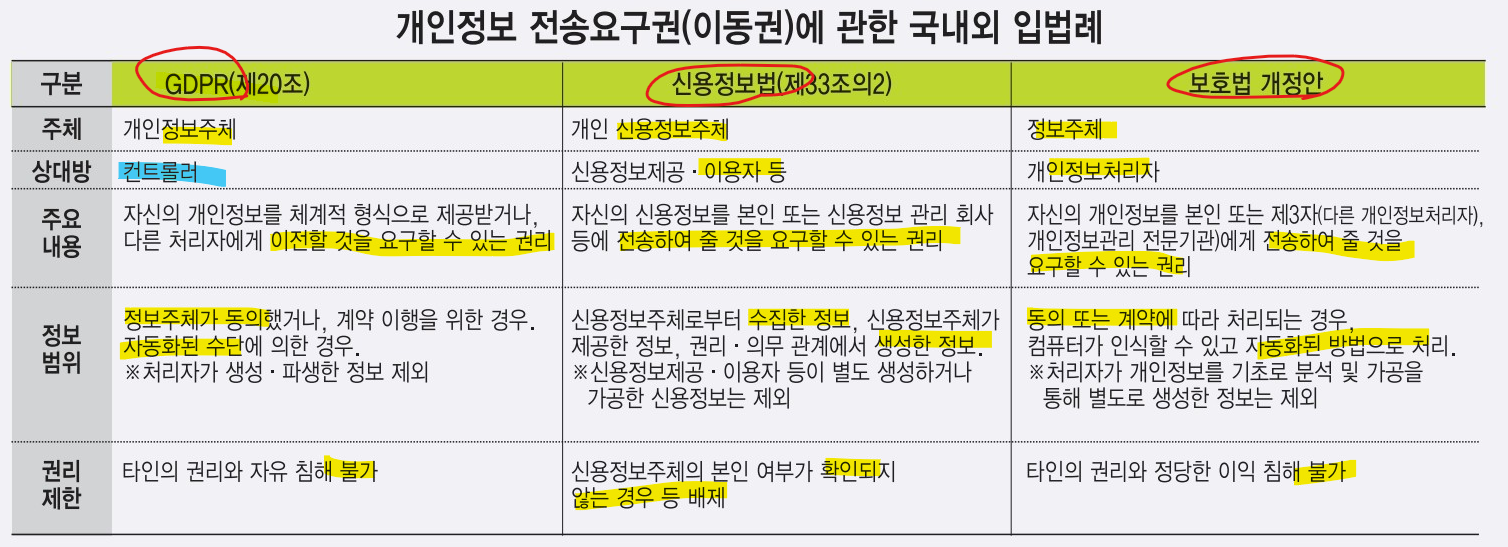 개인정보 전송요구권(이동권)에 관한 국내외 입법례
구분 GDPR(제20조) 신용정보법(제33조의2) 보호법 개정안
주체 개인정보주체 개인 신용정보주체 정보주체
상대방 컨트롤러 신용정보제공·이용자 등 개인정보처리자
주요
내용
자신의 개인정보를 체계적 형식으로 제공받거나,
다른 처리자에게 이전할 것을 요구할 수 있는 권리
자신의 신용정보를 본인 또는 신용정보 관리 회사
등에 전송하여 줄 것을 요구할 수 있는 권리
자신의 개인정보를 본인 또는 제3자(다른 개인정보처리자),
개인정보관리 전문기관)에게 전송하여 줄 것을
요구할 수 있는 권리
정보
범위
정보주체가 동의했거나, 계약 이행을 위한 경우.
자동화된 수단에 의한 경우.
※처리자가 생성·파생한 정보 제외
신용정보주체로부터 수집한 정보, 신용정보주체가
제공한 정보, 권리·의무 관계에서 생성한 정보.
※신용정보제공·이용자 등이 별도 생성하거나
가공한 신용정보는 제외
동의 또는 계약에 따라 처리되는 경우,
컴퓨터가 인식할 수 있고 자동화된 방법으로 처리.
※처리자가 개인정보를 기초로 분석 및 가공을
통해 별도로 생성한 정보는 제외
권리
제한
타인의 권리와 자유 침해 불가
신용정보주체의 본인 여부가 확인되지
않는 경우 등 배제
타인의 권리와 정당한 이익 침해 불가